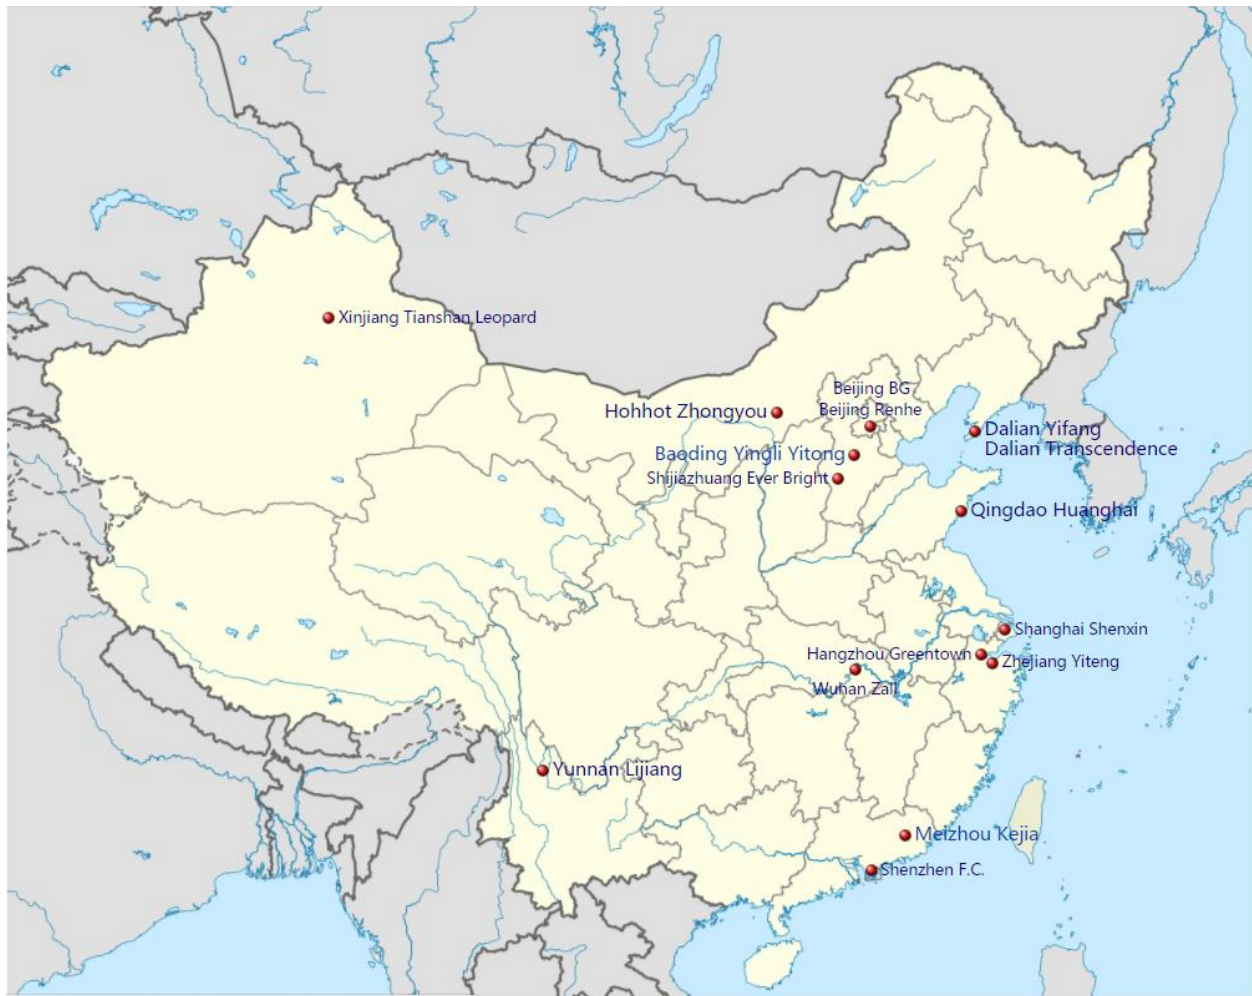 Xinjiang Tianshan Leopard
Beijing BG
Hohhot Zhongyou
Beijing Renhe
Dalian Yifang
Dalian Transcendence
Baoding Yingli Yitong
Shijiazhuang Ever Bright
Qingdao Huanghai
Shanghai Shenxin
Hangzhou Greentown
Zhejiang Yiteng
Wuhan Zall
Yunnan Lijiang
Meizhou Kejia
Shenzhen F.C.